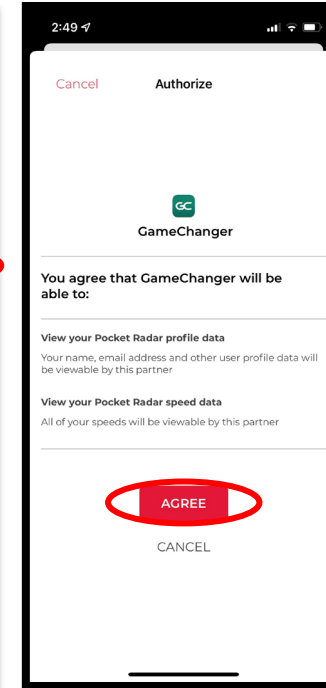 2:49
Cancel Authorize
GC
GameChanger
You agree that GameChanger will be
able to:
View your Pocket Radar profile data
Your name, email address and other user profile data will
be viewable by this partner
View your Pocket Radar speed data
All of your speeds will be viewable by this partner
AGREE
CANCEL